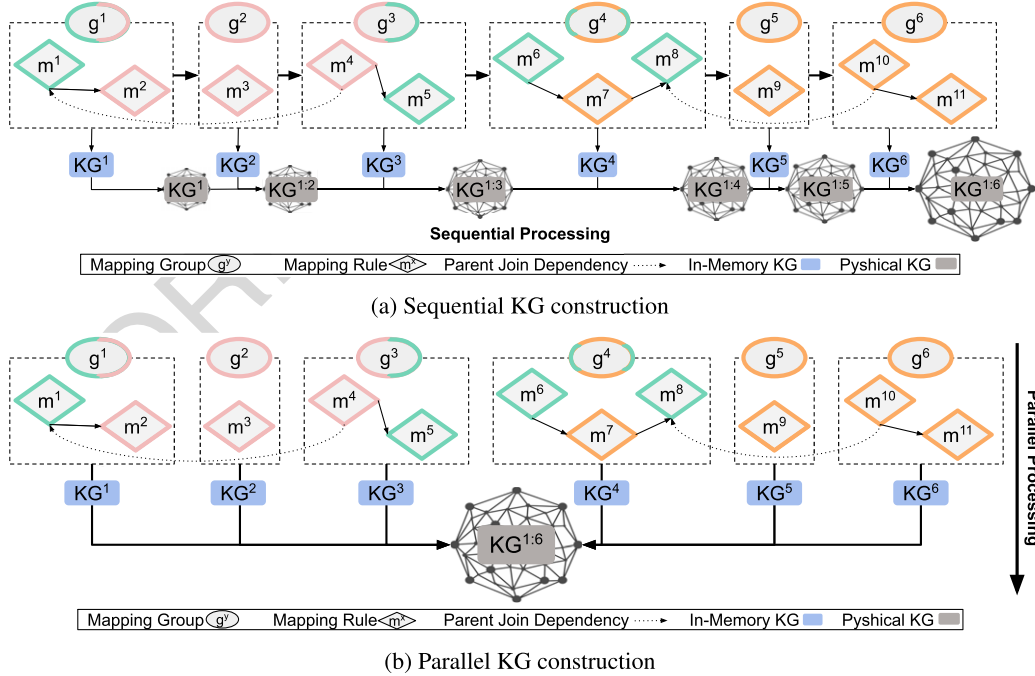 g¹ g² g³ g⁴ g⁵ g⁶
m¹ m² m³ m⁴ m⁵ m⁶ m⁷ m⁸ m⁹ m¹⁰ m¹¹
KG¹ KG² KG³ KG⁴ KG⁵ KG⁶
KG¹ KG¹:² KG¹:³ KG¹:⁴ KG¹:⁵ KG¹:⁶
Sequential Processing
Mapping Group gʸ Mapping Rule mˣ Parent Join Dependency In-Memory KG Pyshical KG
(a) Sequential KG construction
g¹ g² g³ g⁴ g⁵ g⁶
m¹ m² m³ m⁴ m⁵ m⁶ m⁷ m⁸ m⁹ m¹⁰ m¹¹
KG¹ KG² KG³ KG⁴ KG⁵ KG⁶
KG¹:⁶
Parallel Processing
Mapping Group gʸ Mapping Rule mˣ Parent Join Dependency In-Memory KG Pyshical KG
(b) Parallel KG construction